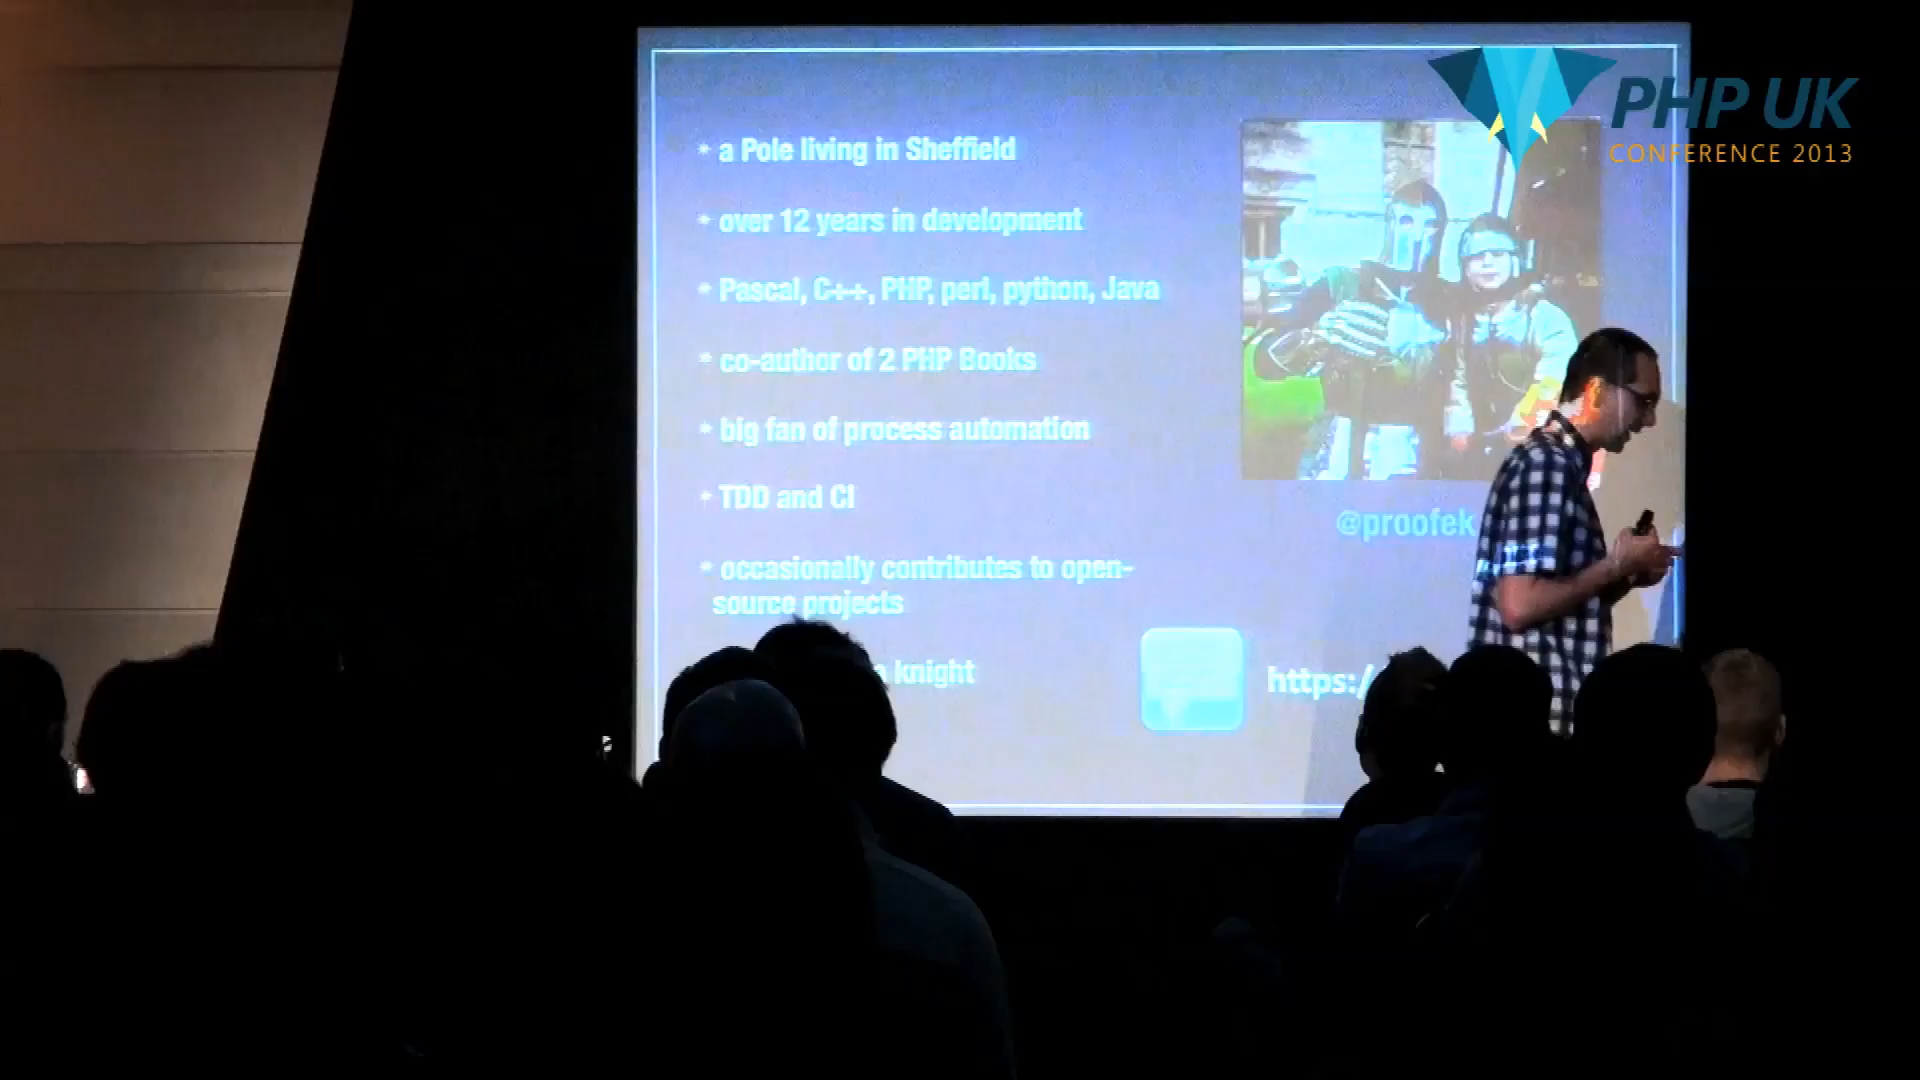 PHP UK
CONFERENCE 2013
* a Pole living in Sheffield
* over 12 years in development
* Pascal, C++, PHP, perl, python, Java
* co-author of 2 PHP Books
* big fan of process automation
* TDD and CI
* occasionally contributes to open-
source projects
knight
@proofek
https:/